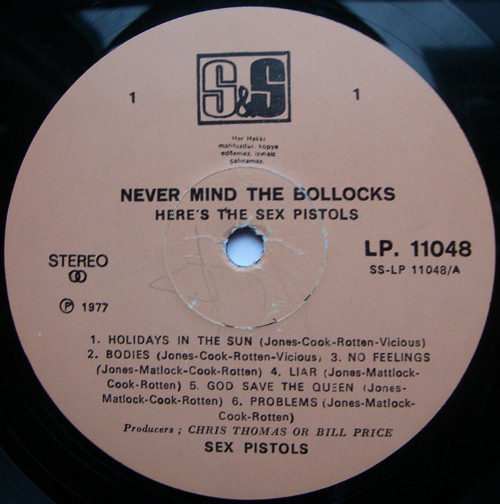 S&S
1 1
Her Hakkı
mahfuzdur, kopye
edilemez, izinsiz
çalınamaz.
NEVER MIND THE BOLLOCKS
HERE'S THE SEX PISTOLS
STEREO
LP. 11048
SS-LP 11048/A
Ⓟ 1977
1. HOLIDAYS IN THE SUN (Jones-Cook-Rotten-Vicious)
2. BODIES (Jones-Cook-Rotten-Vicious) 3. NO FEELINGS
(Jones-Matlock-Cook-Rotten) 4. LIAR (Jones-Mattlock-
Cook-Rotten) 5. GOD SAVE THE QUEEN (Jones-
Matlock-Cook-Rotten) 6. PROBLEMS (Jones-Matlock-
Cook-Rotten)
Producers ; CHRIS THOMAS OR BILL PRICE
SEX PISTOLS